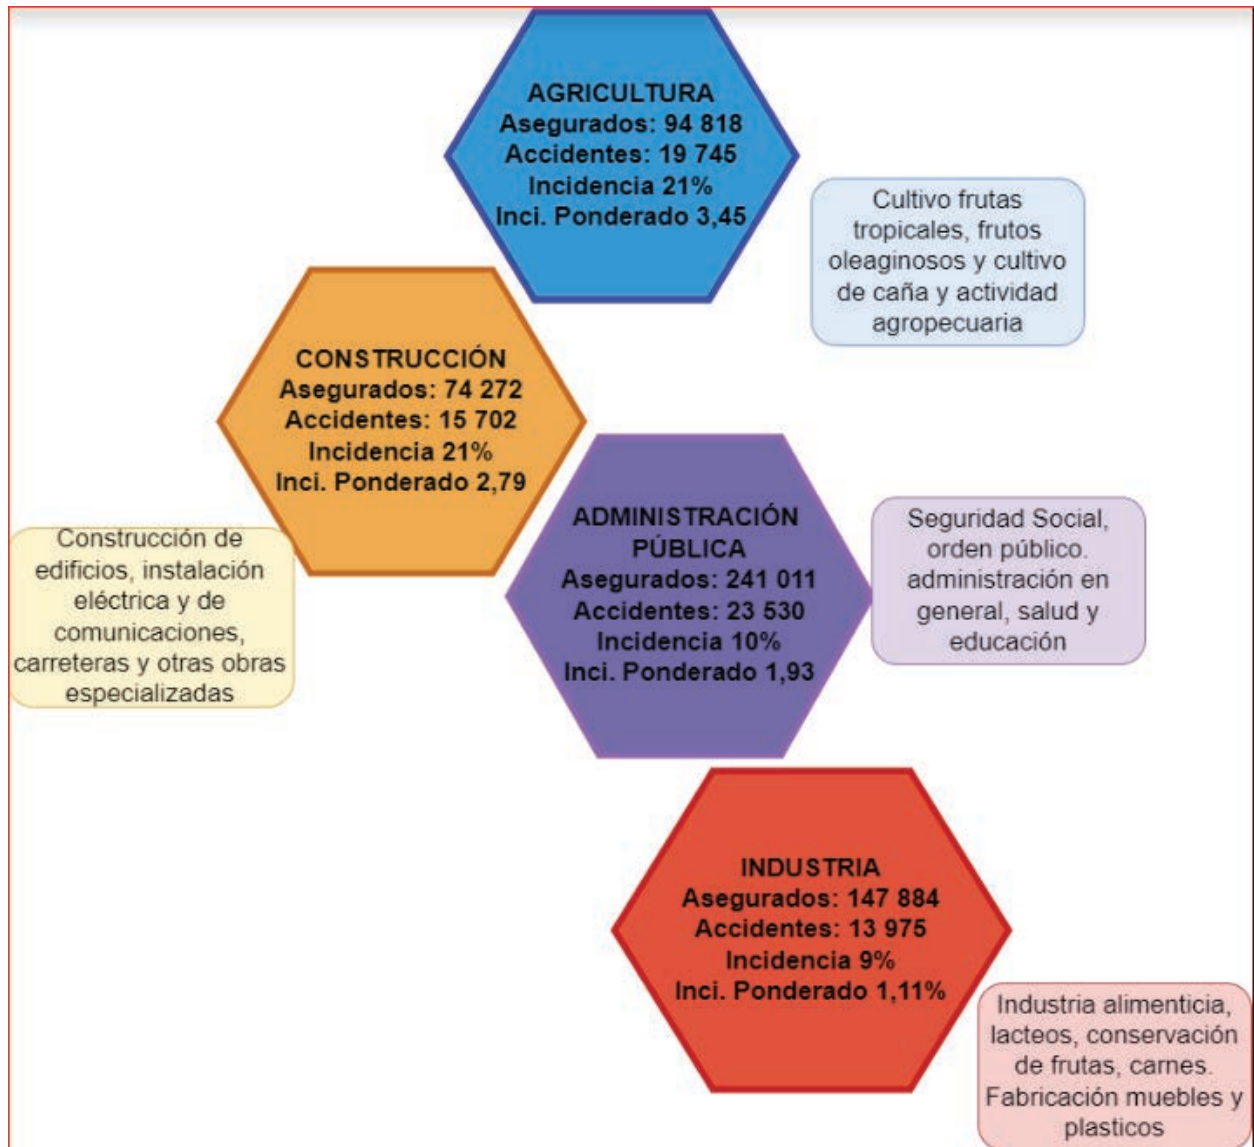 AGRICULTURA
Asegurados: 94 818
Accidentes: 19 745
Incidencia 21%
Inci. Ponderado 3,45
Cultivo frutas
tropicales, frutos
oleaginosos y cultivo
de caña y actividad
agropecuaria
CONSTRUCCIÓN
Asegurados: 74 272
Accidentes: 15 702
Incidencia 21%
Inci. Ponderado 2,79
Construcción de
edificios, instalación
eléctrica y de
comunicaciones,
carreteras y otras obras
especializadas
ADMINISTRACIÓN
PÚBLICA
Asegurados: 241 011
Accidentes: 23 530
Incidencia 10%
Inci. Ponderado 1,93
Seguridad Social,
orden público.
administración en
general, salud y
educación
INDUSTRIA
Asegurados: 147 884
Accidentes: 13 975
Incidencia 9%
Inci. Ponderado 1,11%
Industria alimenticia,
lacteos, conservación
de frutas, carnes.
Fabricación muebles y
plasticos